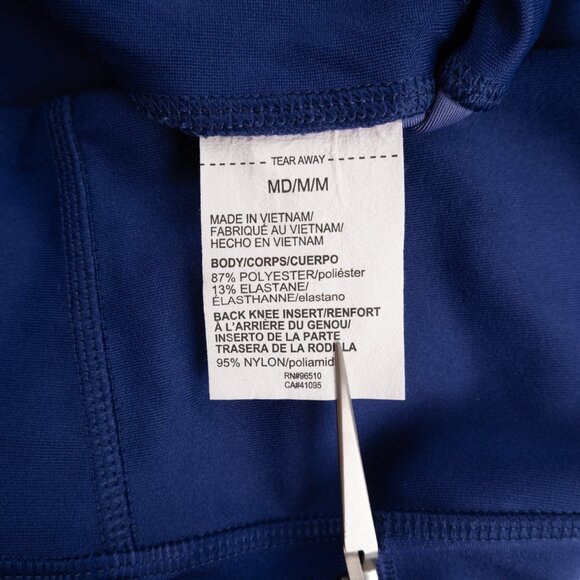 TEAR AWAY
MD/M/M
MADE IN VIETNAM/
FABRIQUÉ AU VIETNAM/
HECHO EN VIETNAM
BODY/CORPS/CUERPO
87% POLYESTER/poliéster
13% ELASTANE/
ÉLASTHANNE/elastano
BACK KNEE INSERT/RENFORT
À L'ARRIÈRE DU GENOU/
INSERTO DE LA PARTE
TRASERA DE LA RODILLA
95% NYLON/poliamid
RN#96510
CA#41095